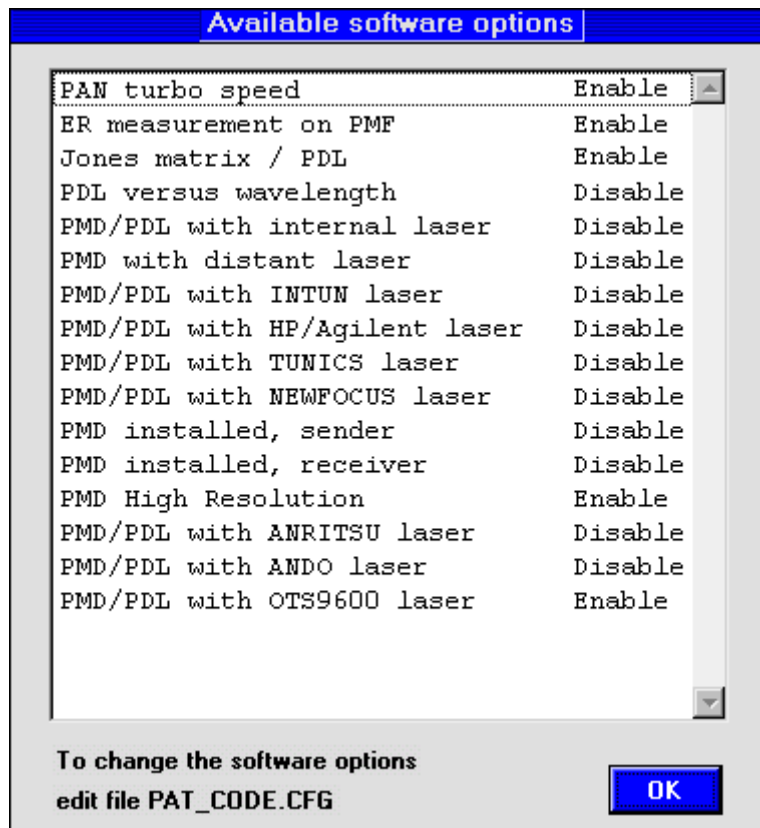 Available software options
PAN turbo speed Enable
ER measurement on PMF Enable
Jones matrix / PDL Enable
PDL versus wavelength Disable
PMD/PDL with internal laser Disable
PMD with distant laser Disable
PMD/PDL with INTUN laser Disable
PMD/PDL with HP/Agilent laser Disable
PMD/PDL with TUNICS laser Disable
PMD/PDL with NEWFOCUS laser Disable
PMD installed, sender Disable
PMD installed, receiver Disable
PMD High Resolution Enable
PMD/PDL with ANRITSU laser Disable
PMD/PDL with ANDO laser Disable
PMD/PDL with OTS9600 laser Enable
To change the software options
edit file PAT_CODE.CFG
OK